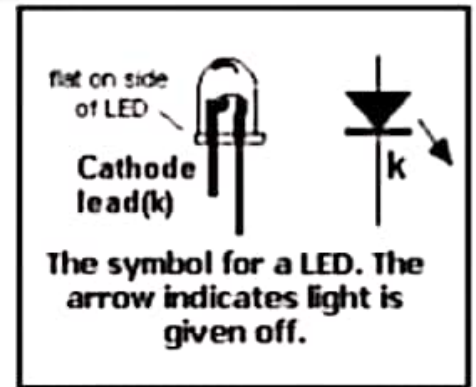 flat on side
of LED
Cathode
lead(k)
k
The symbol for a LED. The
arrow indicates light is
given off.